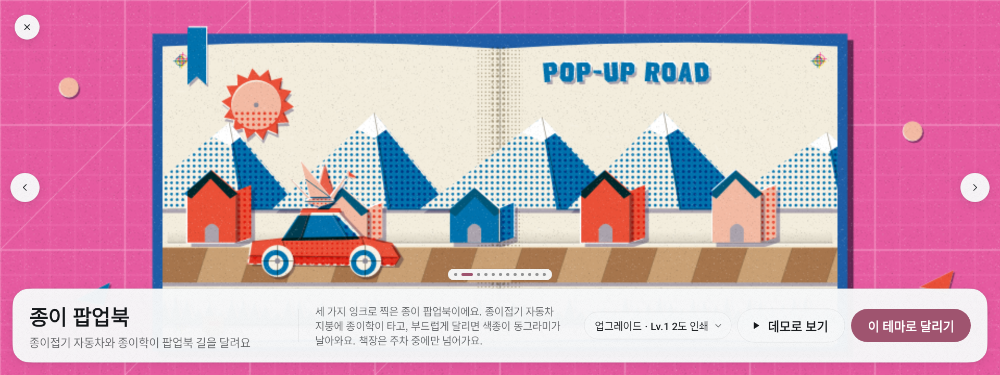 POP-UP ROAD
종이 팝업북
종이접기 자동차와 종이학이 팝업북 길을 달려요
세 가지 잉크로 찍은 종이 팝업북이에요. 종이접기 자동차
지붕에 종이학이 타고, 부드럽게 달리면 색종이 동그라미가
날아와요. 책장은 주차 중에만 넘어가요.
업그레이드 · Lv.1 2도 인쇄
데모로 보기
이 테마로 달리기